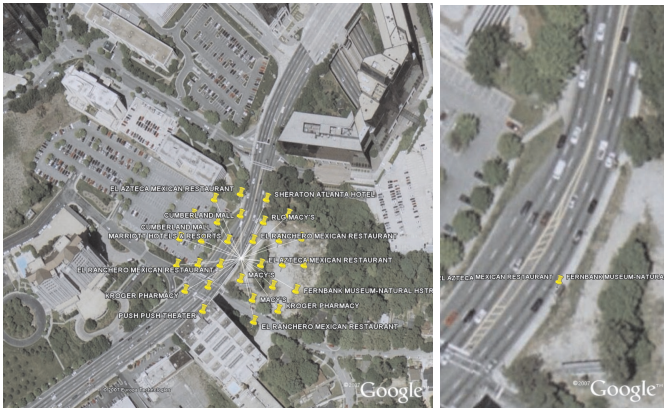 EL AZTECA MEXICAN RESTAURANT
SHERATON ATLANTA HOTEL
CUMBERLAND MALL
RLG MACY'S
CUMBERLAND MALL
MARRIOTT HOTELS & RESORTS
EL RANCHERO MEXICAN RESTAURANT
EL AZTECA MEXICAN RESTAURANT
EL RANCHERO MEXICAN RESTAURANT
MACY'S
FERNBANK MUSEUM-NATURAL HSTR
KROGER PHARMACY
MACY'S
KROGER PHARMACY
PUSH PUSH THEATER
EL RANCHERO MEXICAN RESTAURANT
Google
EL AZTECA MEXICAN RESTAURANT
FERNBANK MUSEUM-NATURA
Google